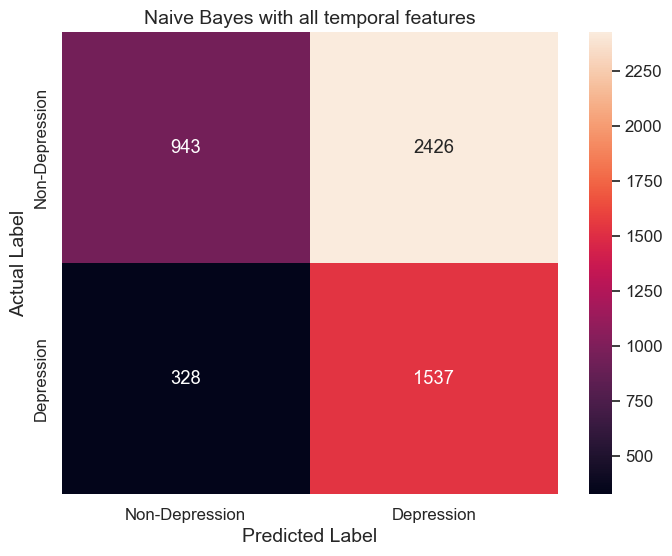 Naive Bayes with all temporal features
Actual Label
Non-Depression
Depression
943
2426
328
1537
Non-Depression
Depression
Predicted Label
2250
2000
1750
1500
1250
1000
750
500